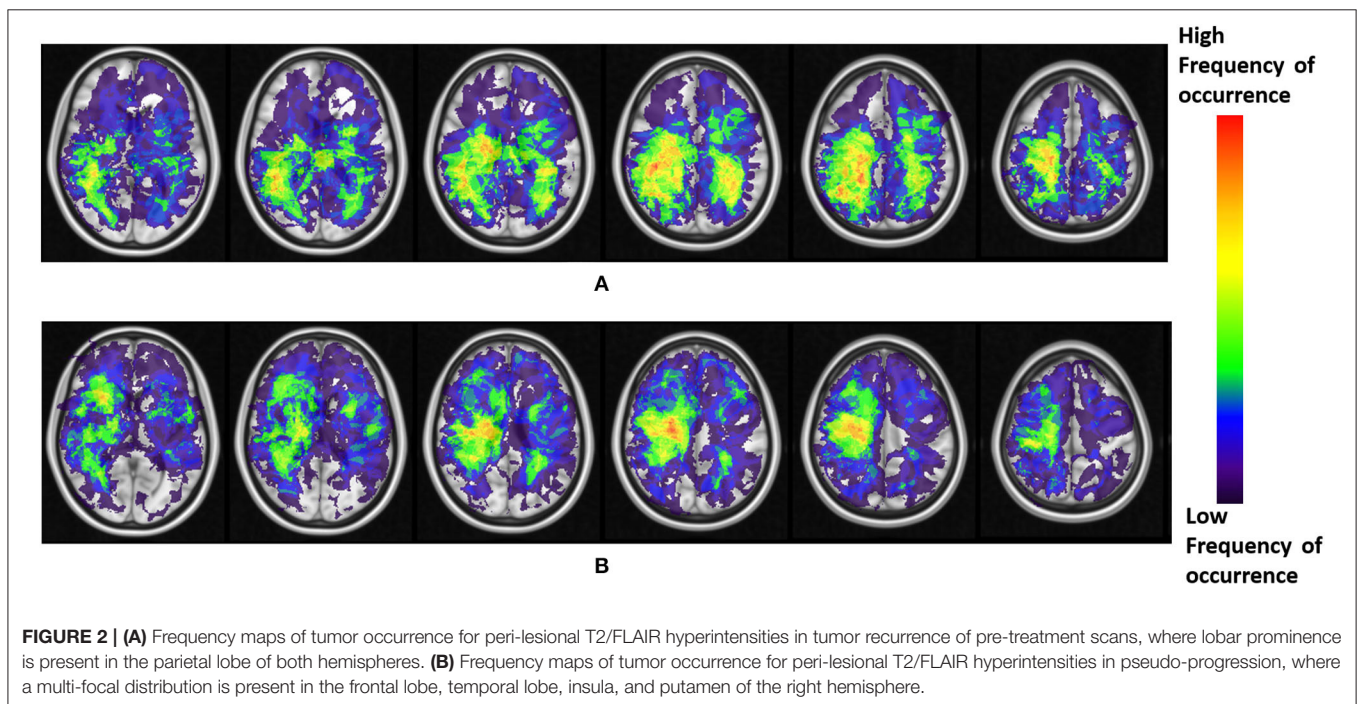 High
Frequency of
occurrence
A
Low
Frequency of
occurrence
B
FIGURE 2 | (A) Frequency maps of tumor occurrence for peri-lesional T2/FLAIR hyperintensities in tumor recurrence of pre-treatment scans, where lobar prominence
is present in the parietal lobe of both hemispheres. (B) Frequency maps of tumor occurrence for peri-lesional T2/FLAIR hyperintensities in pseudo-progression, where
a multi-focal distribution is present in the frontal lobe, temporal lobe, insula, and putamen of the right hemisphere.